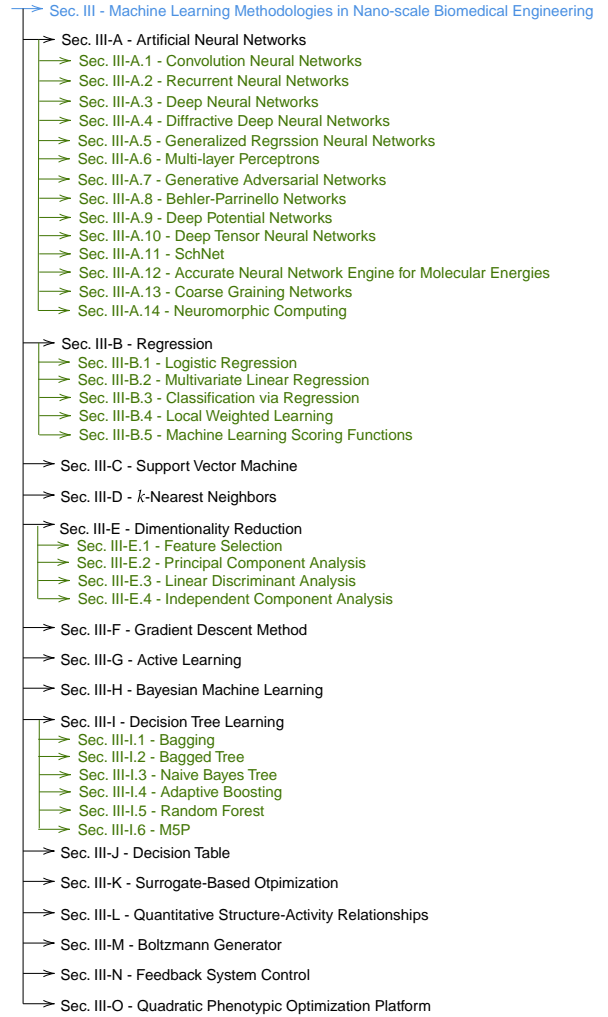 Sec. III - Machine Learning Methodologies in Nano-scale Biomedical Engineering
Sec. III-A - Artificial Neural Networks
Sec. III-A.1 - Convolution Neural Networks
Sec. III-A.2 - Recurrent Neural Networks
Sec. III-A.3 - Deep Neural Networks
Sec. III-A.4 - Diffractive Deep Neural Networks
Sec. III-A.5 - Generalized Regrssion Neural Networks
Sec. III-A.6 - Multi-layer Perceptrons
Sec. III-A.7 - Generative Adversarial Networks
Sec. III-A.8 - Behler-Parrinello Networks
Sec. III-A.9 - Deep Potential Networks
Sec. III-A.10 - Deep Tensor Neural Networks
Sec. III-A.11 - SchNet
Sec. III-A.12 - Accurate Neural Network Engine for Molecular Energies
Sec. III-A.13 - Coarse Graining Networks
Sec. III-A.14 - Neuromorphic Computing
Sec. III-B - Regression
Sec. III-B.1 - Logistic Regression
Sec. III-B.2 - Multivariate Linear Regression
Sec. III-B.3 - Classification via Regression
Sec. III-B.4 - Local Weighted Learning
Sec. III-B.5 - Machine Learning Scoring Functions
Sec. III-C - Support Vector Machine
Sec. III-D - k-Nearest Neighbors
Sec. III-E - Dimentionality Reduction
Sec. III-E.1 - Feature Selection
Sec. III-E.2 - Principal Component Analysis
Sec. III-E.3 - Linear Discriminant Analysis
Sec. III-E.4 - Independent Component Analysis
Sec. III-F - Gradient Descent Method
Sec. III-G - Active Learning
Sec. III-H - Bayesian Machine Learning
Sec. III-I - Decision Tree Learning
Sec. III-I.1 - Bagging
Sec. III-I.2 - Bagged Tree
Sec. III-I.3 - Naive Bayes Tree
Sec. III-I.4 - Adaptive Boosting
Sec. III-I.5 - Random Forest
Sec. III-I.6 - M5P
Sec. III-J - Decision Table
Sec. III-K - Surrogate-Based Otpimization
Sec. III-L - Quantitative Structure-Activity Relationships
Sec. III-M - Boltzmann Generator
Sec. III-N - Feedback System Control
Sec. III-O - Quadratic Phenotypic Optimization Platform